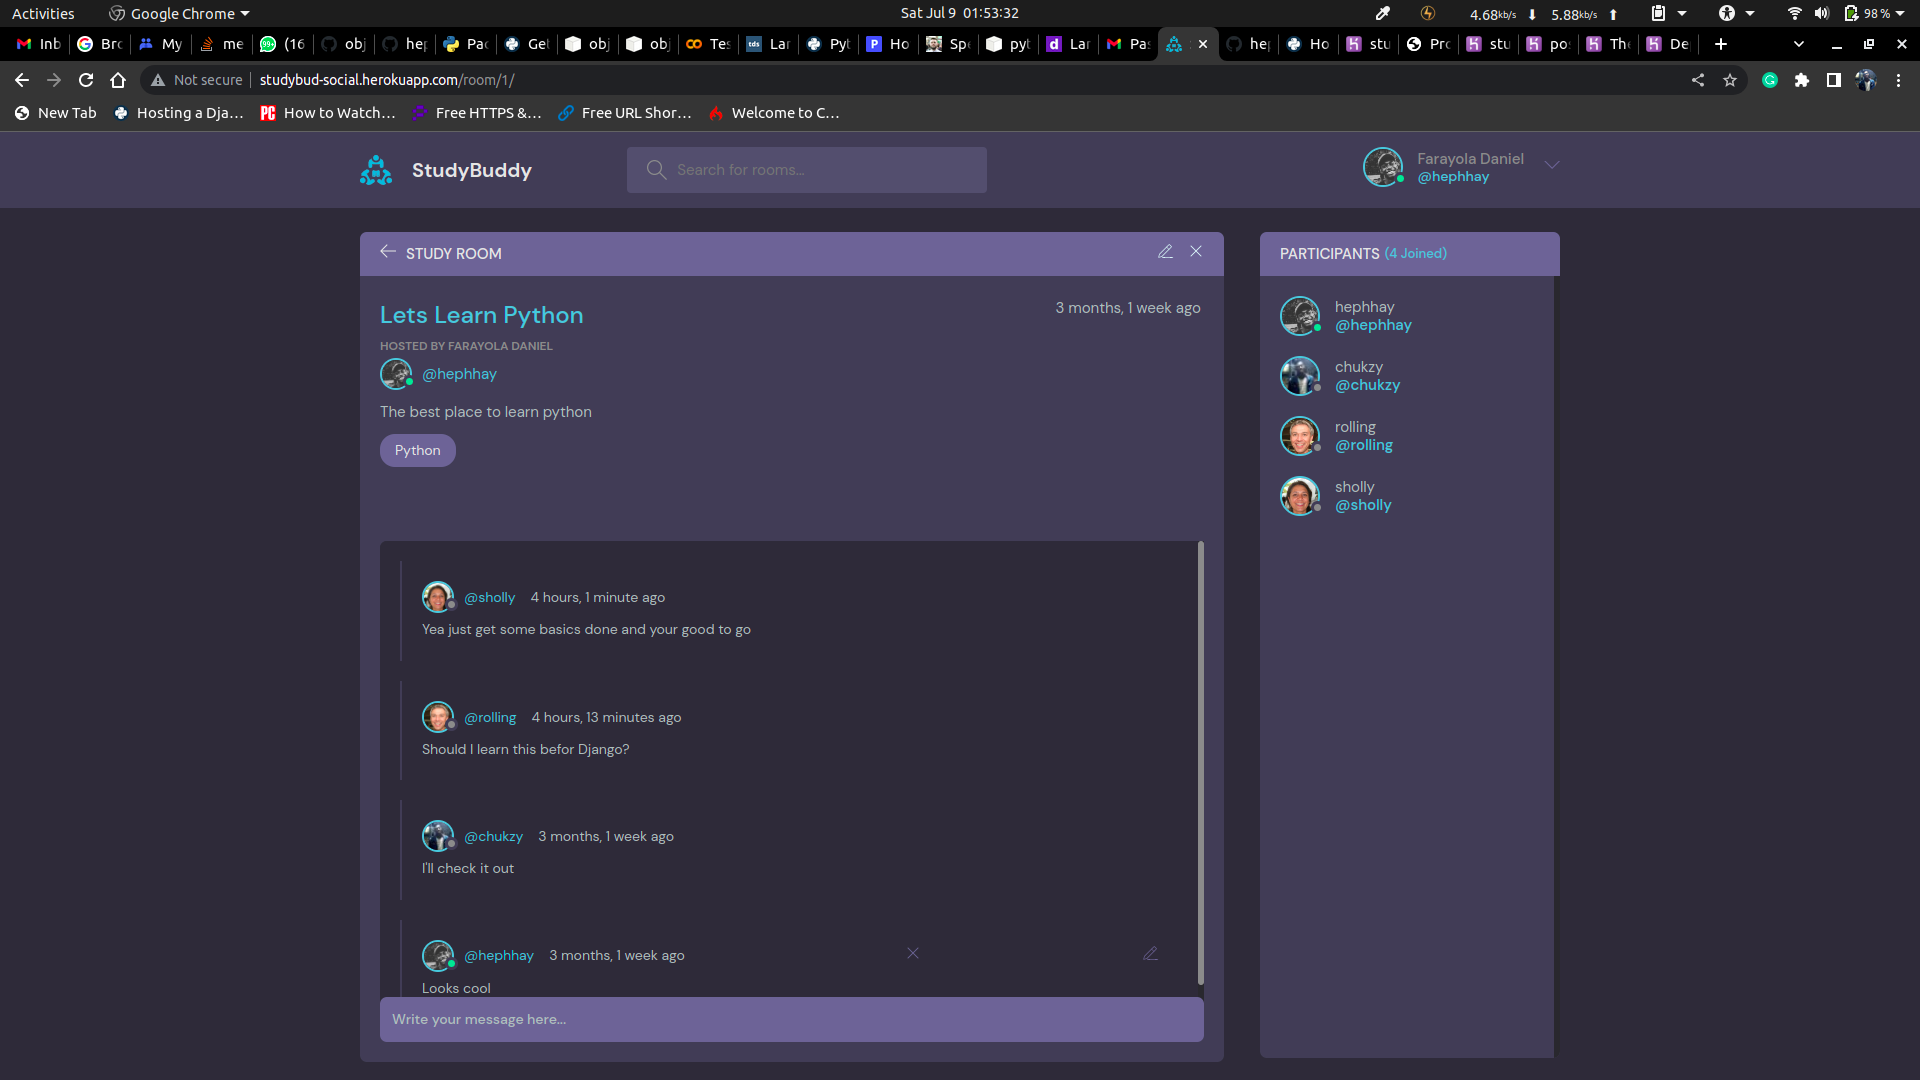 Activities Google Chrome Sat Jul 9 01:53:32 4.68kb/s 5.88kb/s 98 %
Inb Bro My me (16 obj hep Pac Get obj obj Tes Lar Pyt Ho Spe pyt Lar Pas hep Ho stu Pro stu pos The De
Not secure studybud-social.herokuapp.com/room/1/
New Tab Hosting a Dja... How to Watch... Free HTTPS &... Free URL Shor... Welcome to C...
StudyBuddy Search for rooms... Farayola Daniel
@hephhay
STUDY ROOM
Lets Learn Python 3 months, 1 week ago
HOSTED BY FARAYOLA DANIEL
@hephhay
The best place to learn python
Python
@sholly 4 hours, 1 minute ago
Yea just get some basics done and your good to go
@rolling 4 hours, 13 minutes ago
Should I learn this befor Django?
@chukzy 3 months, 1 week ago
I'll check it out
@hephhay 3 months, 1 week ago
Looks cool
Write your message here...
PARTICIPANTS (4 Joined)
hephhay
@hephhay
chukzy
@chukzy
rolling
@rolling
sholly
@sholly